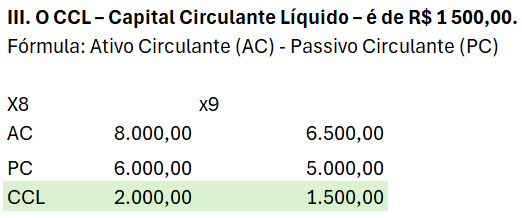 III. O CCL – Capital Circulante Líquido – é de R$ 1 500,00.
Fórmula: Ativo Circulante (AC) - Passivo Circulante (PC)
X8 x9
AC 8.000,00 6.500,00
PC 6.000,00 5.000,00
CCL 2.000,00 1.500,00